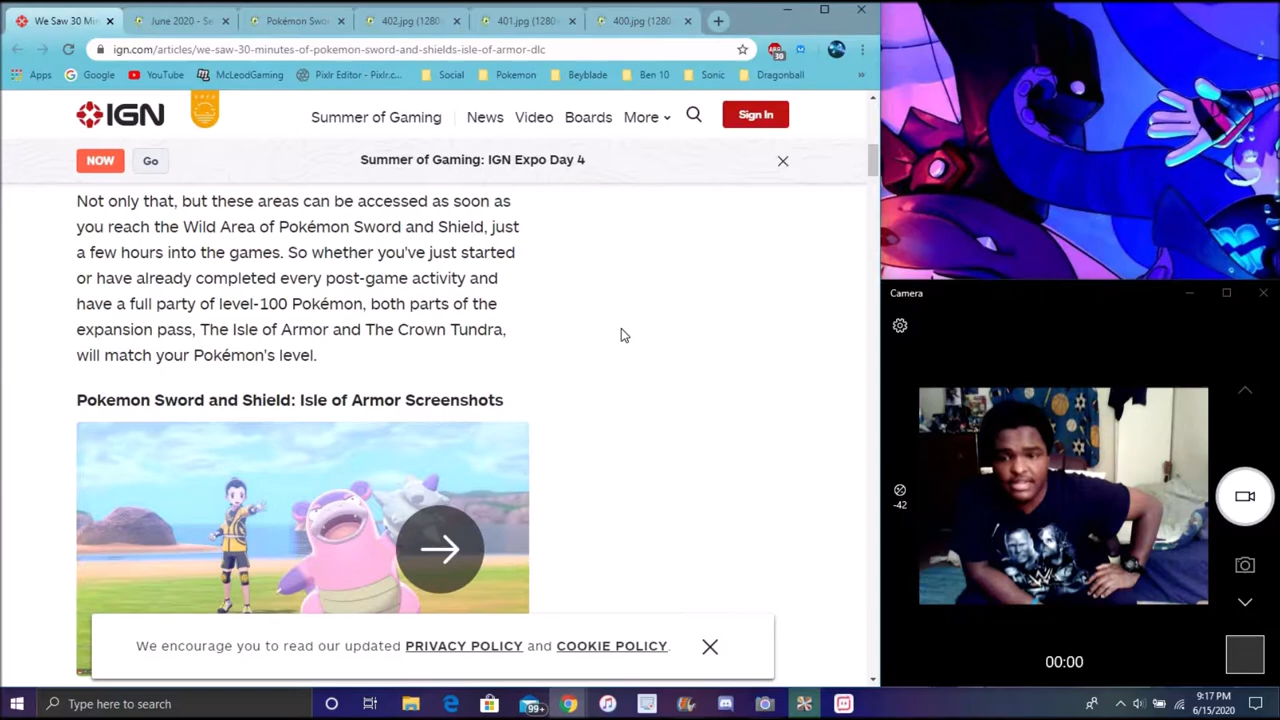 We Saw 30 Min
June 2020 - Se
Pokémon Swo
402.jpg (1280
401.jpg (1280
400.jpg (1280
ign.com/articles/we-saw-30-minutes-of-pokemon-sword-and-shields-isle-of-armor-dlc
30
Apps
Google
YouTube
McLeodGaming
Pixlr Editor - Pixlr.c...
Social
Pokemon
Beyblade
Ben 10
Sonic
Dragonball
»
IGN
Summer of Gaming
News
Video
Boards
More
Sign In
NOW
Go
Summer of Gaming: IGN Expo Day 4
Not only that, but these areas can be accessed as soon as
you reach the Wild Area of Pokémon Sword and Shield, just
a few hours into the games. So whether you've just started
or have already completed every post-game activity and
have a full party of level-100 Pokémon, both parts of the
expansion pass, The Isle of Armor and The Crown Tundra,
will match your Pokémon's level.
Pokemon Sword and Shield: Isle of Armor Screenshots
We encourage you to read our updated PRIVACY POLICY and COOKIE POLICY.
Camera
-42
00:00
Type here to search
99+
9:17 PM
6/15/2020